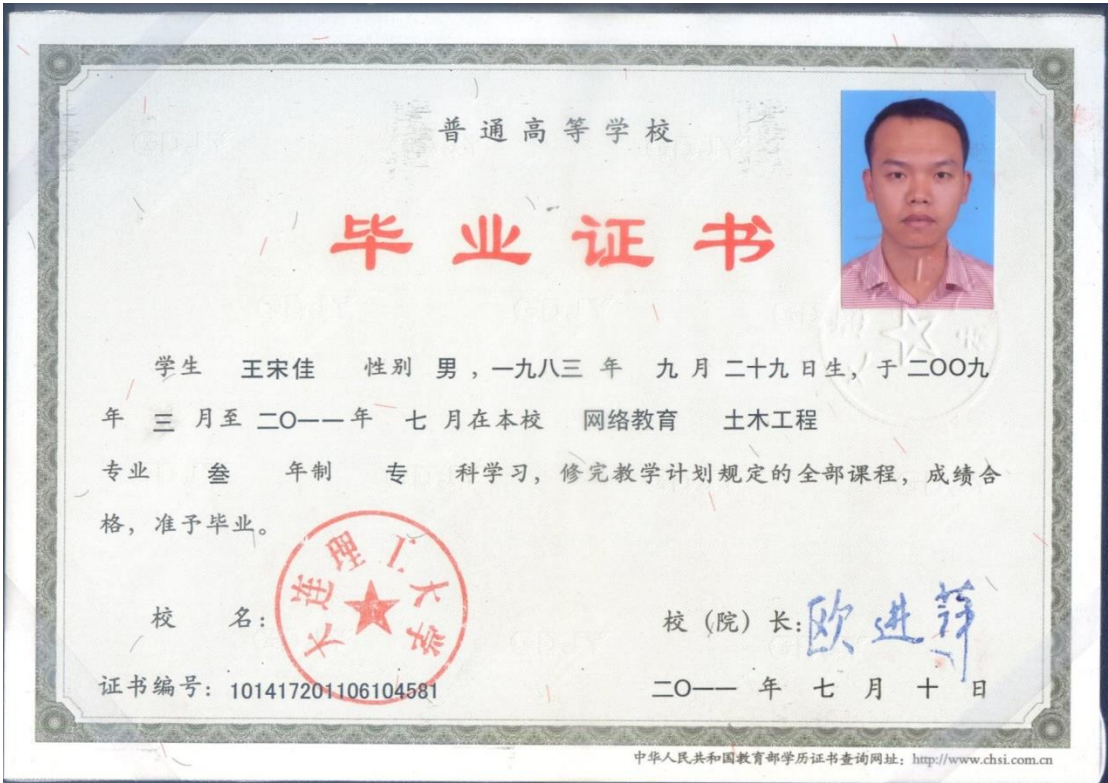 普通高等学校
毕业证书
学生 王宋佳 性别 男 ，一九八三 年 九 月 二十九 日生，于 二〇〇九
年 三 月至 二〇一一 年 七 月在本校 网络教育 土木工程
专业 叁 年制 专 科学习，修完教学计划规定的全部课程，成绩合
格，准予毕业。
大连理工大学
校 名：
校（院）长：欧进萍
证书编号：101417201106104581
二〇一一 年 七 月 十 日
中华人民共和国教育部学历证书查询网址：http://www.chsi.com.cn